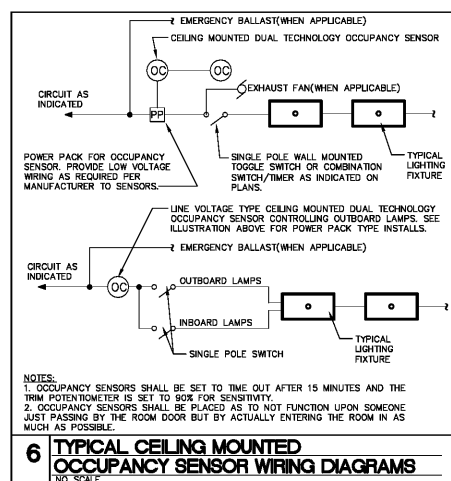 EMERGENCY BALLAST(WHEN APPLICABLE)
CEILING MOUNTED DUAL TECHNOLOGY OCCUPANCY SENSOR
OC
OC
CIRCUIT AS
INDICATED
EXHAUST FAN(WHEN APPLICABLE)
PP
POWER PACK FOR OCCUPANCY
SENSOR. PROVIDE LOW VOLTAGE
WIRING AS REQUIRED PER
MANUFACTURER TO SENSORS.
SINGLE POLE WALL MOUNTED
TOGGLE SWITCH OR COMBINATION
SWITCH/TIMER AS INDICATED ON
PLANS.
TYPICAL
LIGHTING
FIXTURE
LINE VOLTAGE TYPE CEILING MOUNTED DUAL TECHNOLOGY
OCCUPANCY SENSOR CONTROLLING OUTBOARD LAMPS. SEE
ILLUSTRATION ABOVE FOR POWER PACK TYPE INSTALLS.
EMERGENCY BALLAST(WHEN APPLICABLE)
CIRCUIT AS
INDICATED
OC
OUTBOARD LAMPS
INBOARD LAMPS
SINGLE POLE SWITCH
TYPICAL
LIGHTING
FIXTURE
NOTES:
1. OCCUPANCY SENSORS SHALL BE SET TO TIME OUT AFTER 15 MINUTES AND THE
TRIM POTENTIOMETER IS SET TO 90% FOR SENSITIVITY.
2. OCCUPANCY SENSORS SHALL BE PLACED AS TO NOT FUNCTION UPON SOMEONE
JUST PASSING BY THE ROOM DOOR BUT BY ACTUALLY ENTERING THE ROOM IN AS
MUCH AS POSSIBLE.
6 TYPICAL CEILING MOUNTED
OCCUPANCY SENSOR WIRING DIAGRAMS
NO SCALE